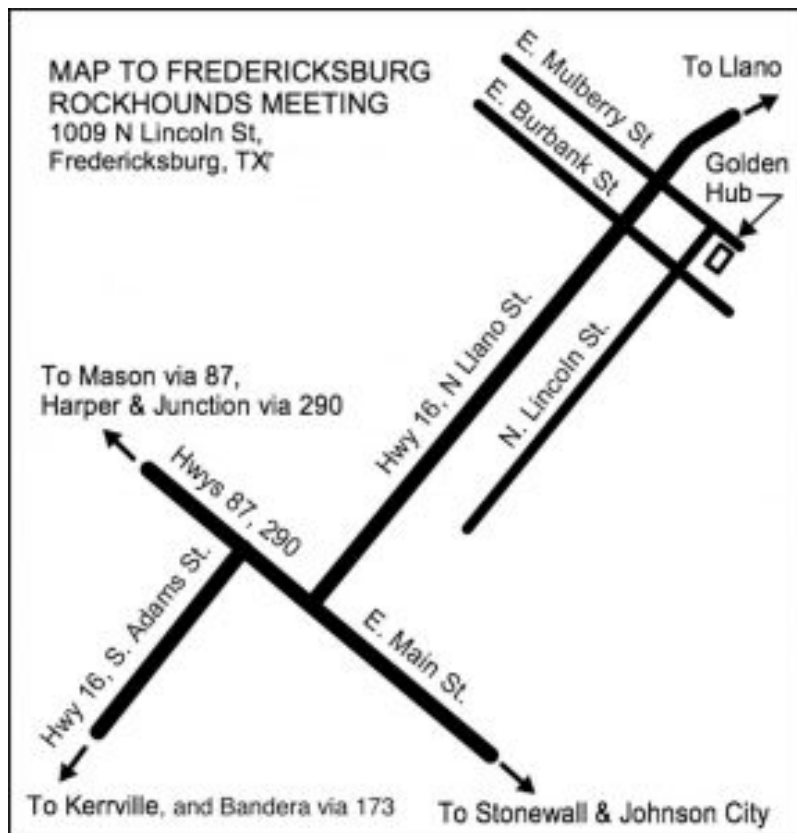 MAP TO FREDERICKSBURG
ROCKHOUNDS MEETING
1009 N Lincoln St,
Fredericksburg, TX
E. Mulberry St
To Llano
E. Burbank St
Golden
Hub
Hwy 16, N Llano St.
N. Lincoln St.
To Mason via 87,
Harper & Junction via 290
Hwys 87, 290
Hwy 16, S. Adams St.
E. Main St.
To Kerrville, and Bandera via 173
To Stonewall & Johnson City